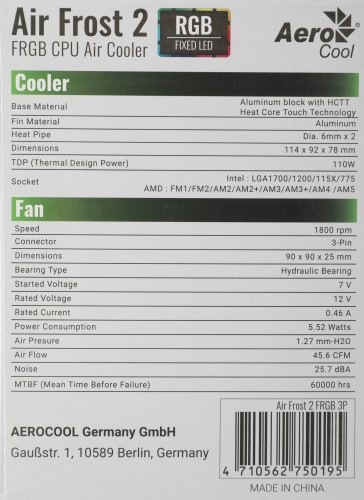 Air Frost 2
FRGB CPU Air Cooler
RGB
FIXED LED
Aero
Cool
Cooler
Base Material Aluminum block with HCTT
Heat Core Touch Technology
Fin Material Aluminum
Heat Pipe Dia. 6mm x 2
Dimensions 114 x 92 x 78 mm
TDP (Thermal Design Power) 110W
Socket Intel : LGA1700/1200/115X/775
AMD : FM1/FM2/AM2/AM2+/AM3/AM3+/AM4 /AM5
Fan
Speed 1800 rpm
Connector 3-Pin
Dimensions 90 x 90 x 25 mm
Bearing Type Hydraulic Bearing
Started Voltage 7 V
Rated Voltage 12 V
Rated Current 0.46 A
Power Consumption 5.52 Watts
Air Presure 1.27 mm-H2O
Air Flow 45.6 CFM
Noise 25.7 dBA
MTBF (Mean Time Before Failure) 60000 hrs
Air Frost 2 FRGB 3P
AEROCOOL Germany GmbH
Gaußstr. 1, 10589 Berlin, Germany
4 710562 750195
MADE IN CHINA